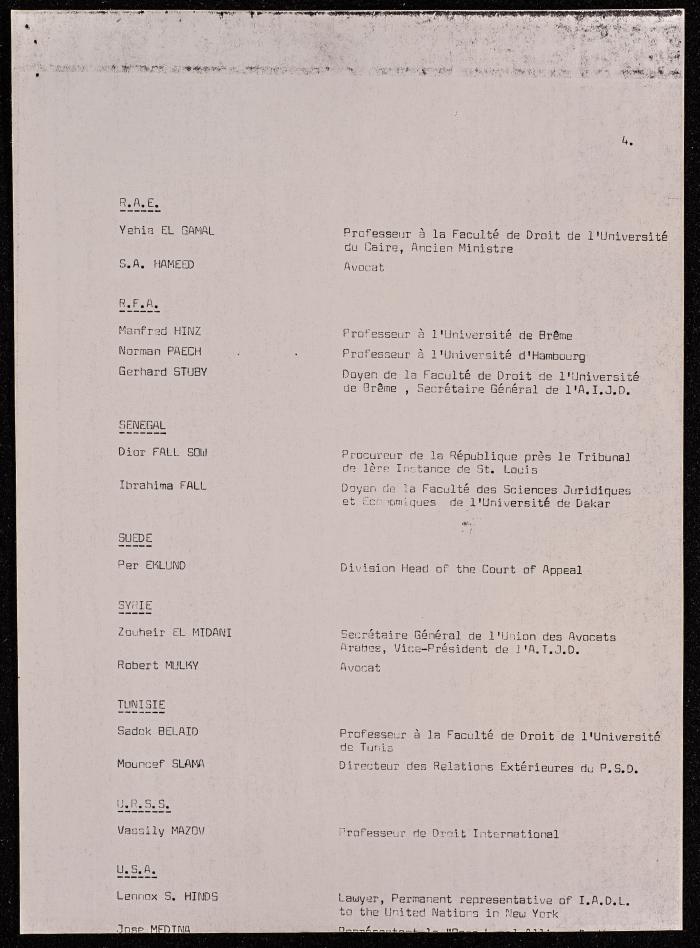 4.
R.A.E.
Yehia EL GAMAL Professeur à la Faculté de Droit de l'Université
du Caire, Ancien Ministre
S.A. HAMEED Avocat
R.F.A.
Manfred HINZ Professeur à l'Université de Brême
Norman PAECH Professeur à l'Université d'Hambourg
Gerhard STUBY Doyen de la Faculté de Droit de l'Université
de Brême , Secrétaire Général de l'A.I.J.D.
SENEGAL
Dior FALL SOW Procureur de la République près le Tribunal
de 1ère Instance de St. Louis
Ibrahima FALL Doyen de la Faculté des Sciences Juridiques
et Economiques de l'Université de Dakar
SUEDE
Per EKLUND Division Head of the Court of Appeal
SYRIE
Zouheir EL MIDANI Secrétaire Général de l'Union des Avocats
Arabes, Vice-Président de l'A.I.J.D.
Robert MULKY Avocat
TUNISIE
Sadok BELAID Professeur à la Faculté de Droit de l'Université
de Tunis
Mouncef SLAMA Directeur des Relations Extérieures du P.S.D.
U.R.S.S.
Vassily MAZOV Professeur de Droit International
U.S.A.
Lennox S. HINDS Lawyer, Permanent representative of I.A.D.L.
to the United Nations in New York
Jose MEDINA